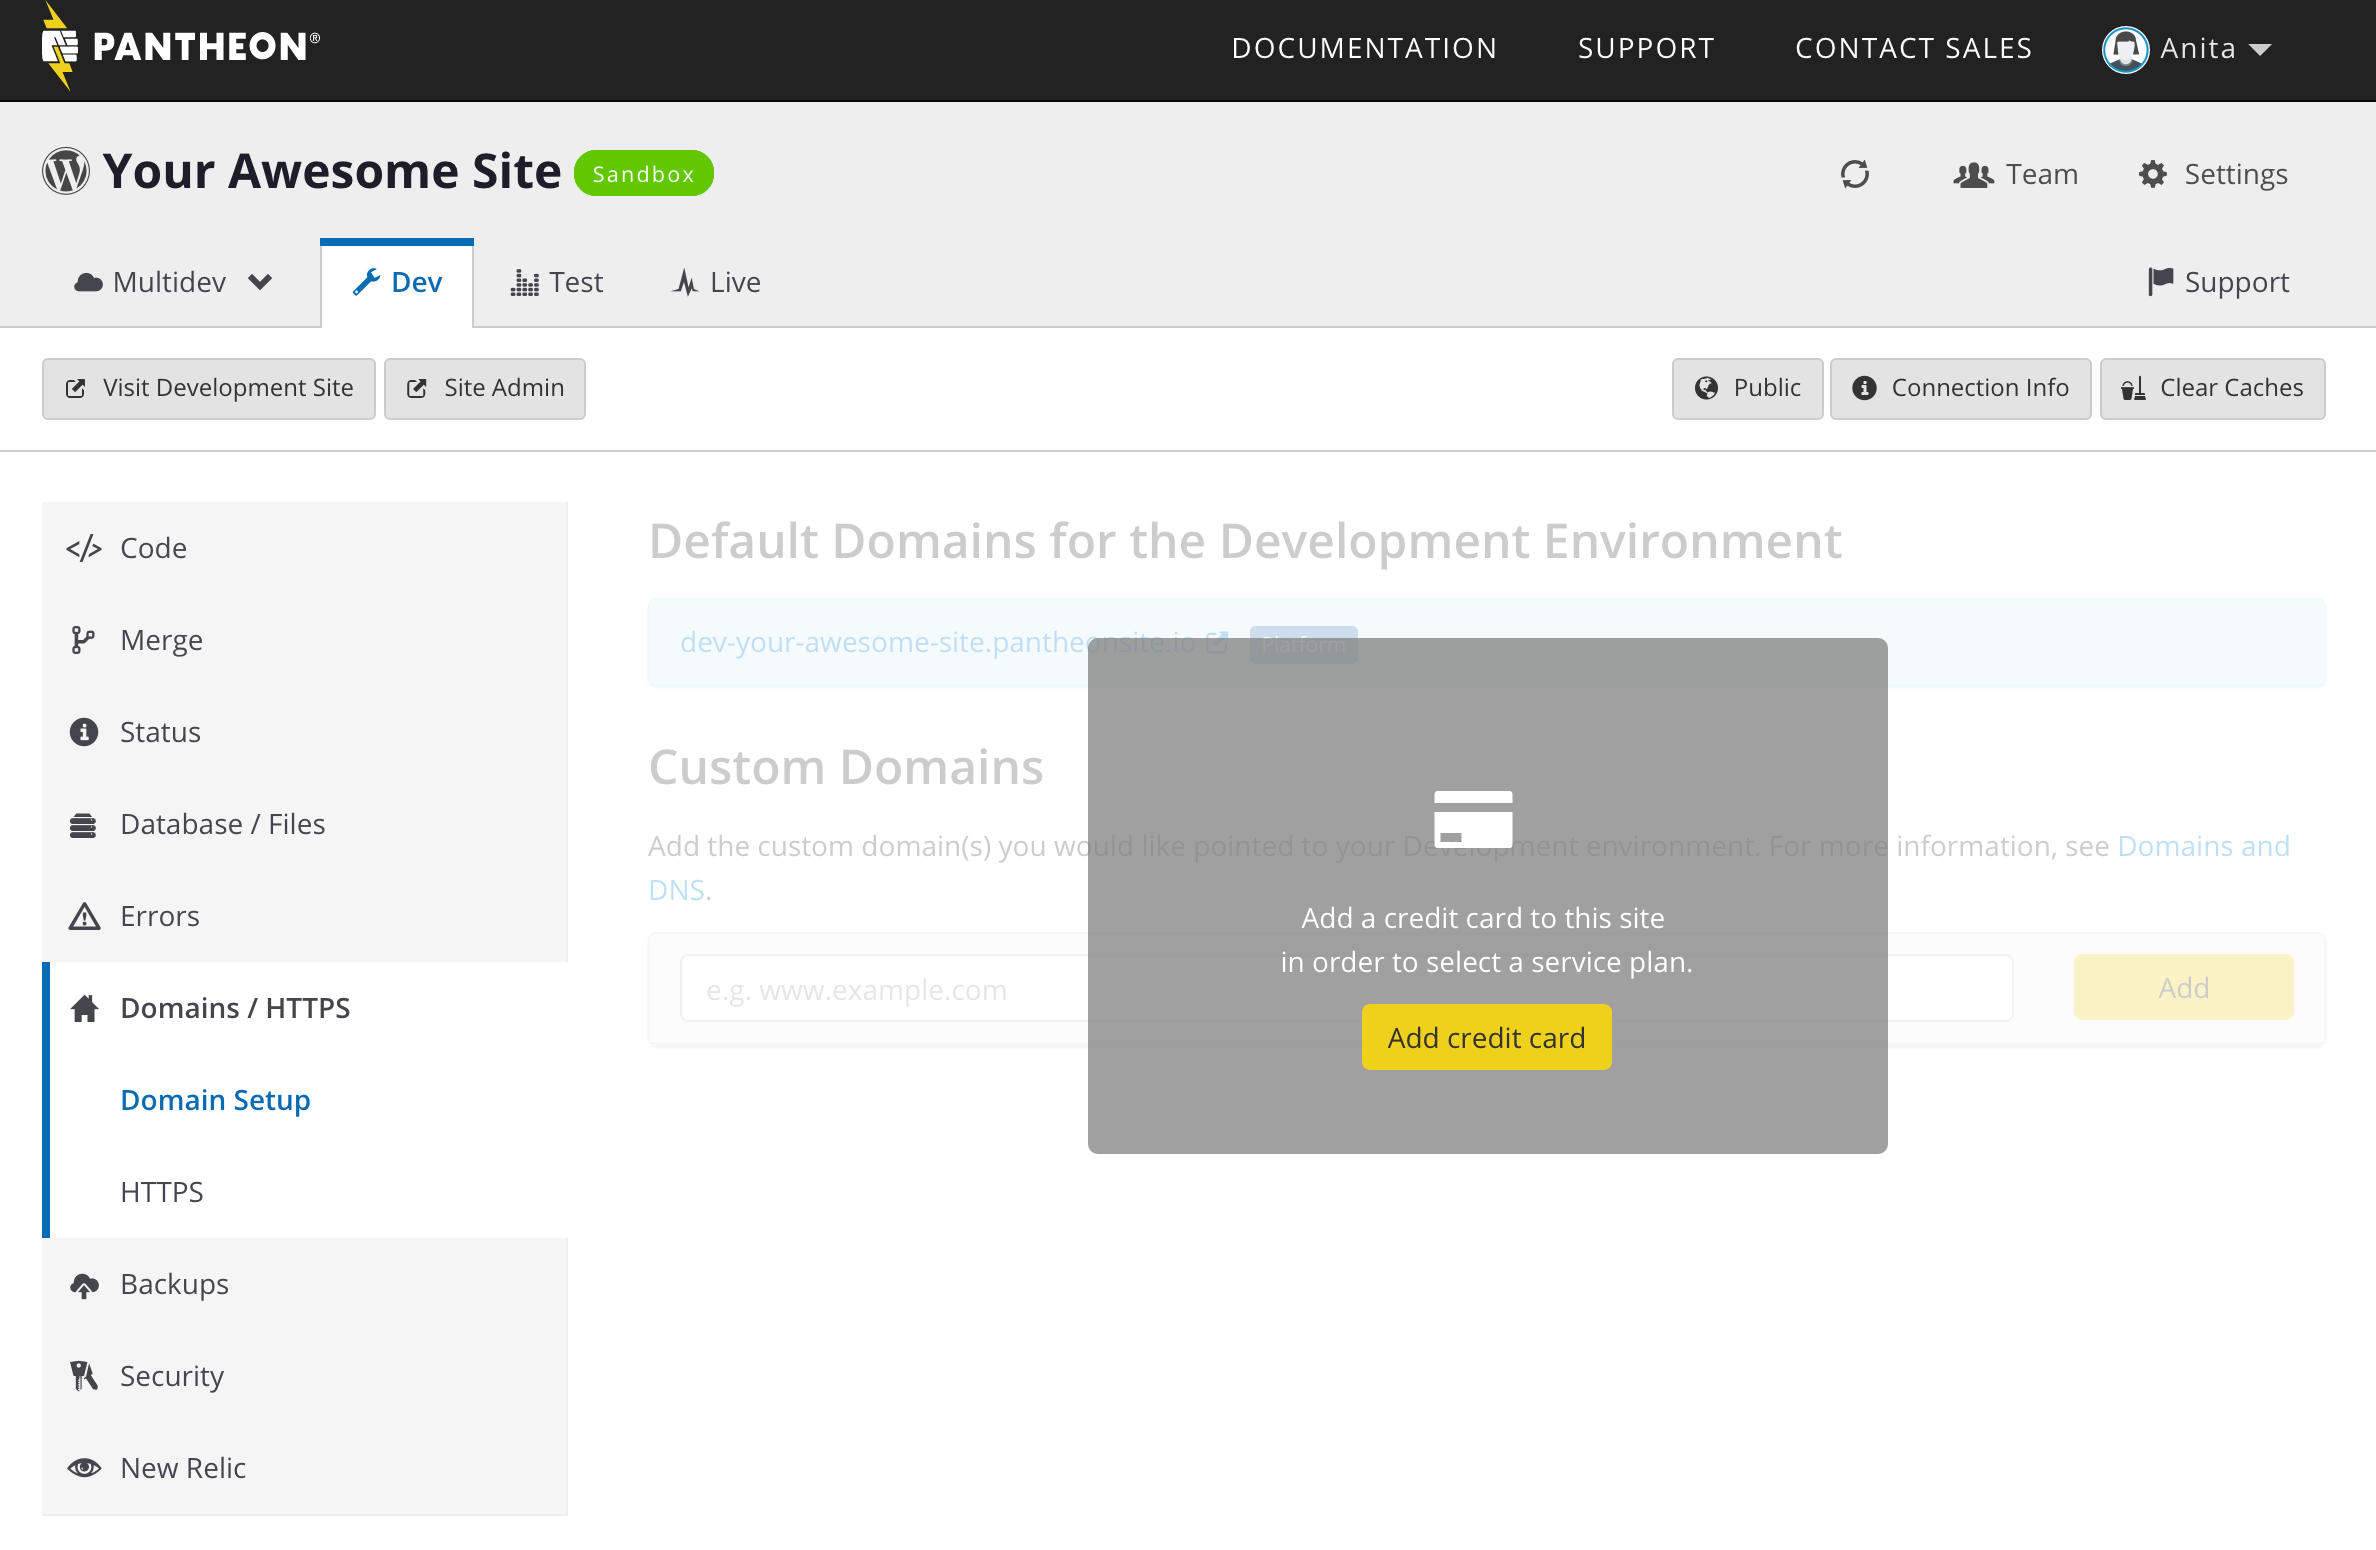 PANTHEON®
DOCUMENTATION
SUPPORT
CONTACT SALES
Anita
Your Awesome Site
Sandbox
Team
Settings
Multidev
Dev
Test
Live
Support
Visit Development Site
Site Admin
Public
Connection Info
Clear Caches
Code
Merge
Status
Database / Files
Errors
Domains / HTTPS
Domain Setup
HTTPS
Backups
Security
New Relic
Default Domains for the Development Environment
dev-your-awesome-site.pantheonsite.io
Platform
Custom Domains
Add the custom domain(s) you would like pointed to your Development environment. For more information, see Domains and
DNS.
e.g. www.example.com
Add
Add a credit card to this site
in order to select a service plan.
Add credit card